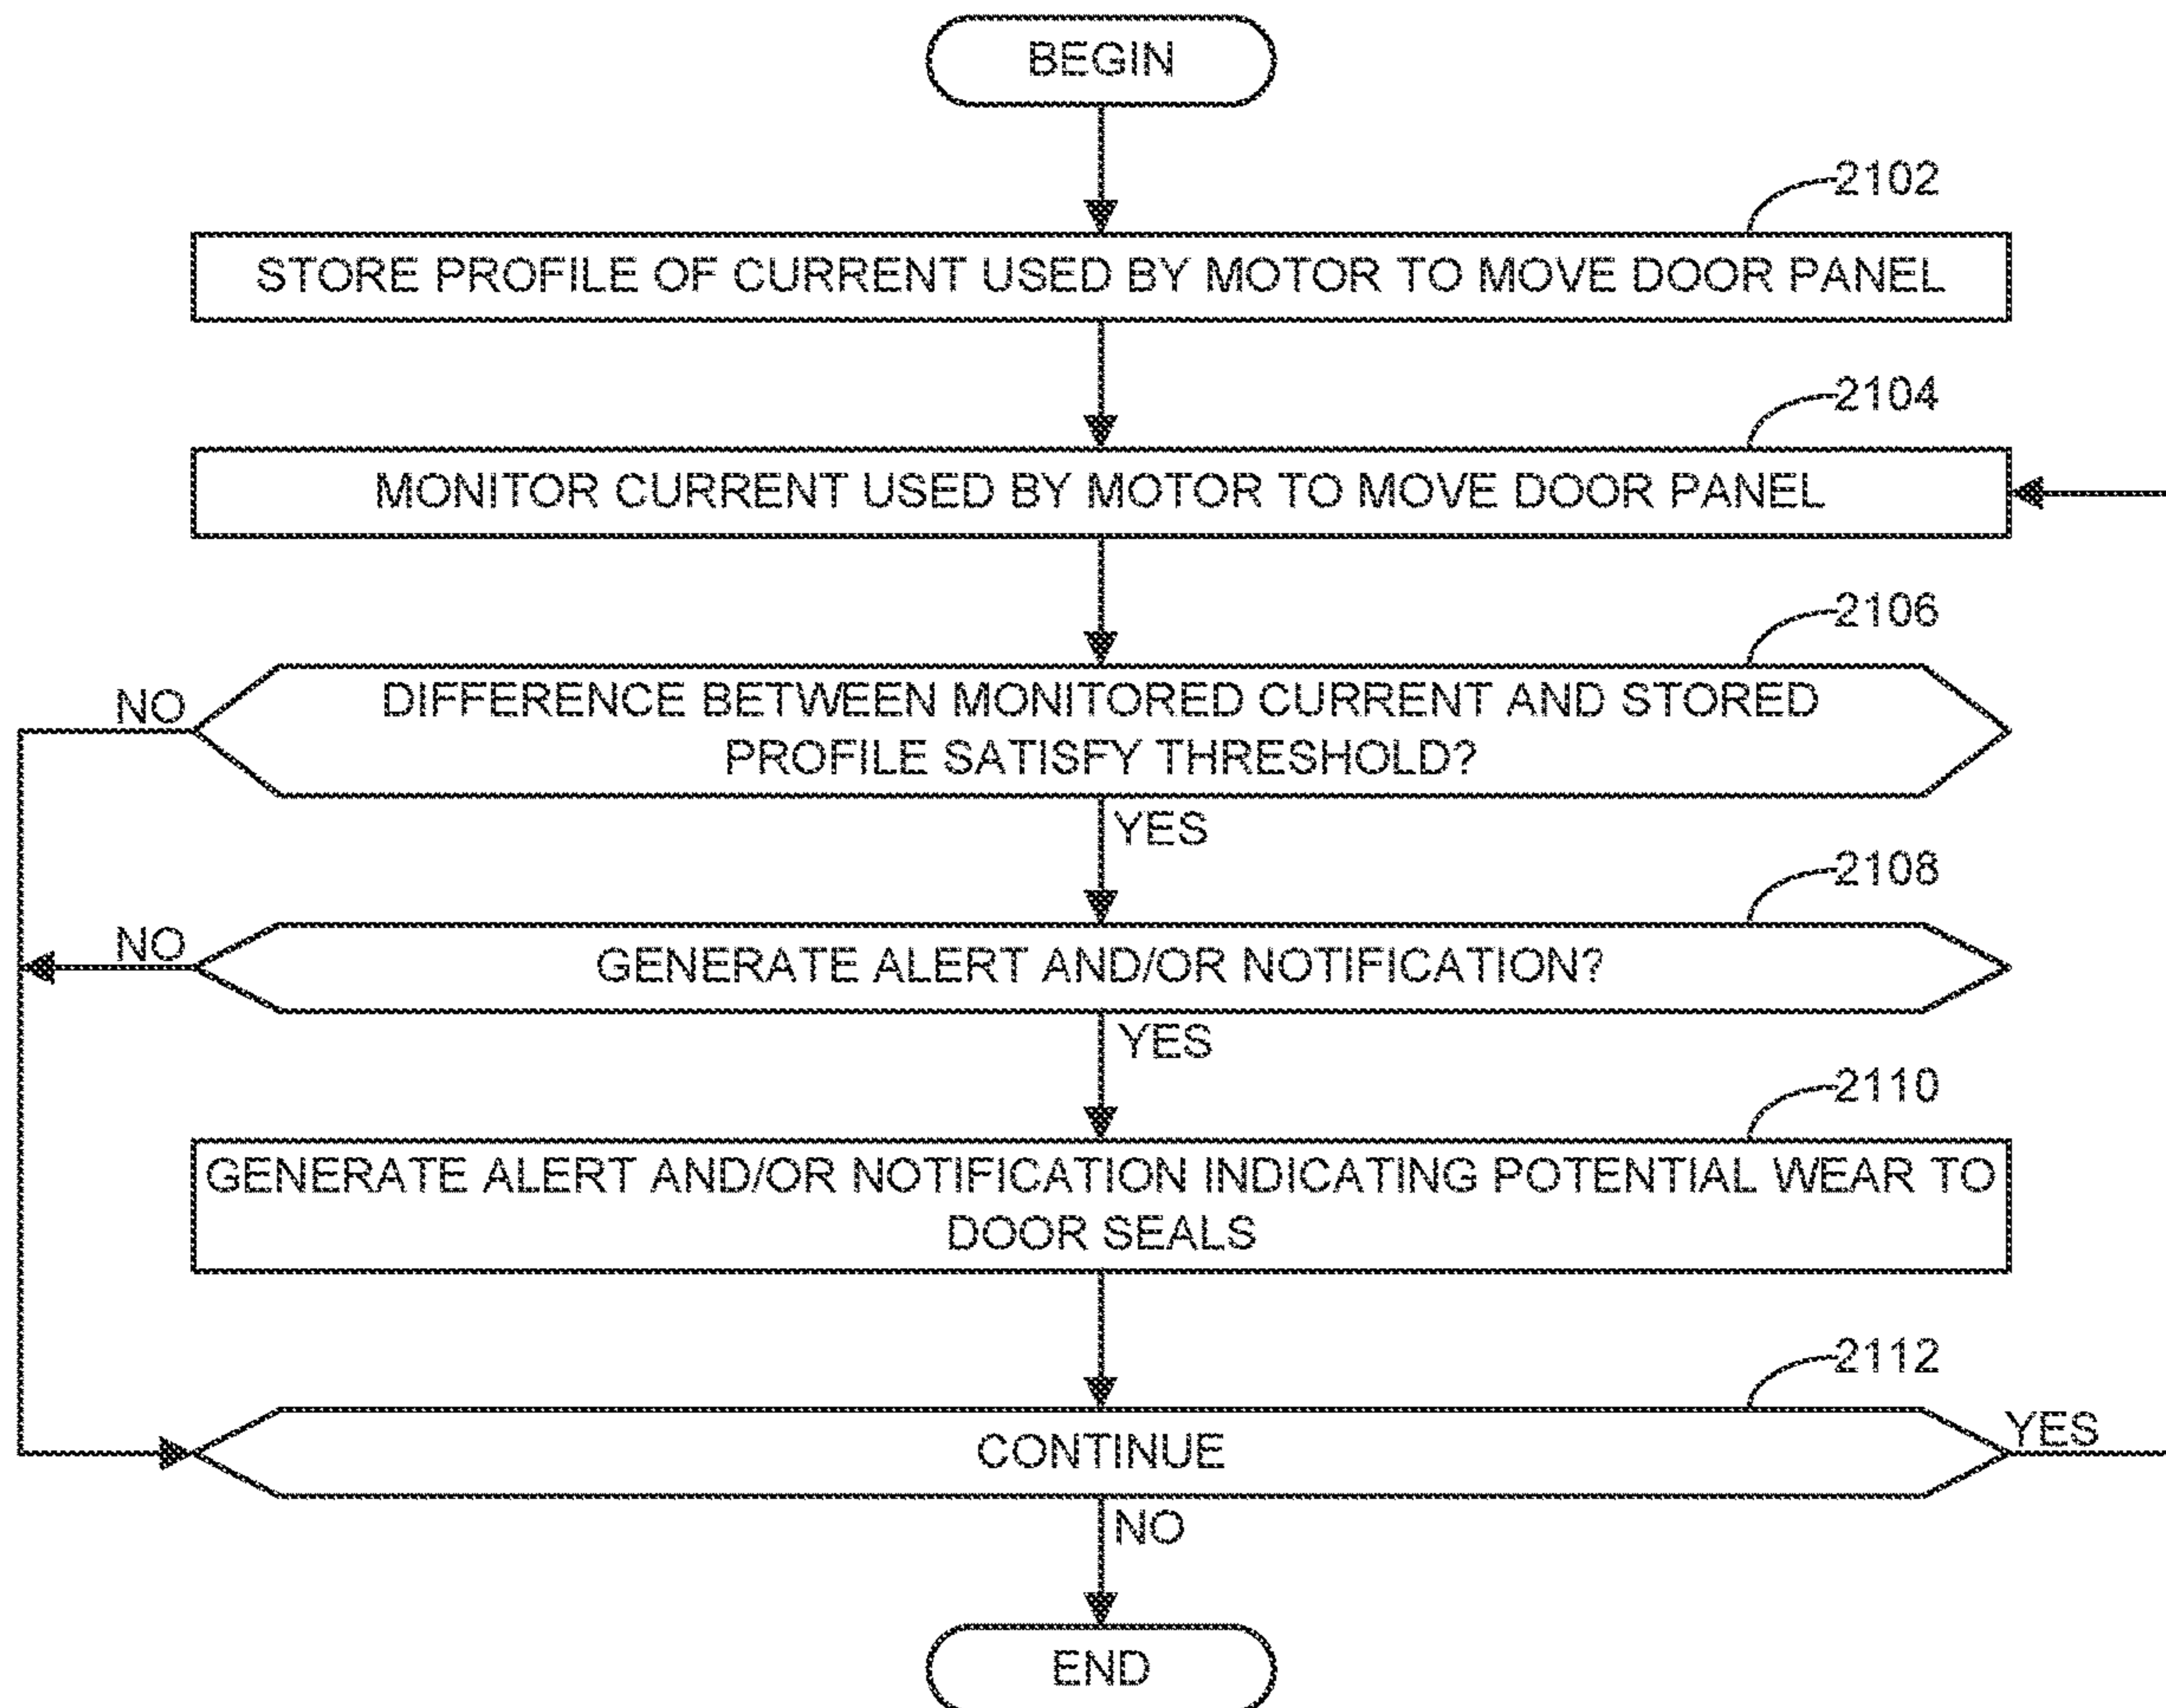 BEGIN
2102
STORE PROFILE OF CURRENT USED BY MOTOR TO MOVE DOOR PANEL
2104
MONITOR CURRENT USED BY MOTOR TO MOVE DOOR PANEL
2106
NO
DIFFERENCE BETWEEN MONITORED CURRENT AND STORED
PROFILE SATISFY THRESHOLD?
YES
2108
NO
GENERATE ALERT AND/OR NOTIFICATION?
YES
2110
GENERATE ALERT AND/OR NOTIFICATION INDICATING POTENTIAL WEAR TO
DOOR SEALS
2112
CONTINUE
YES
NO
END